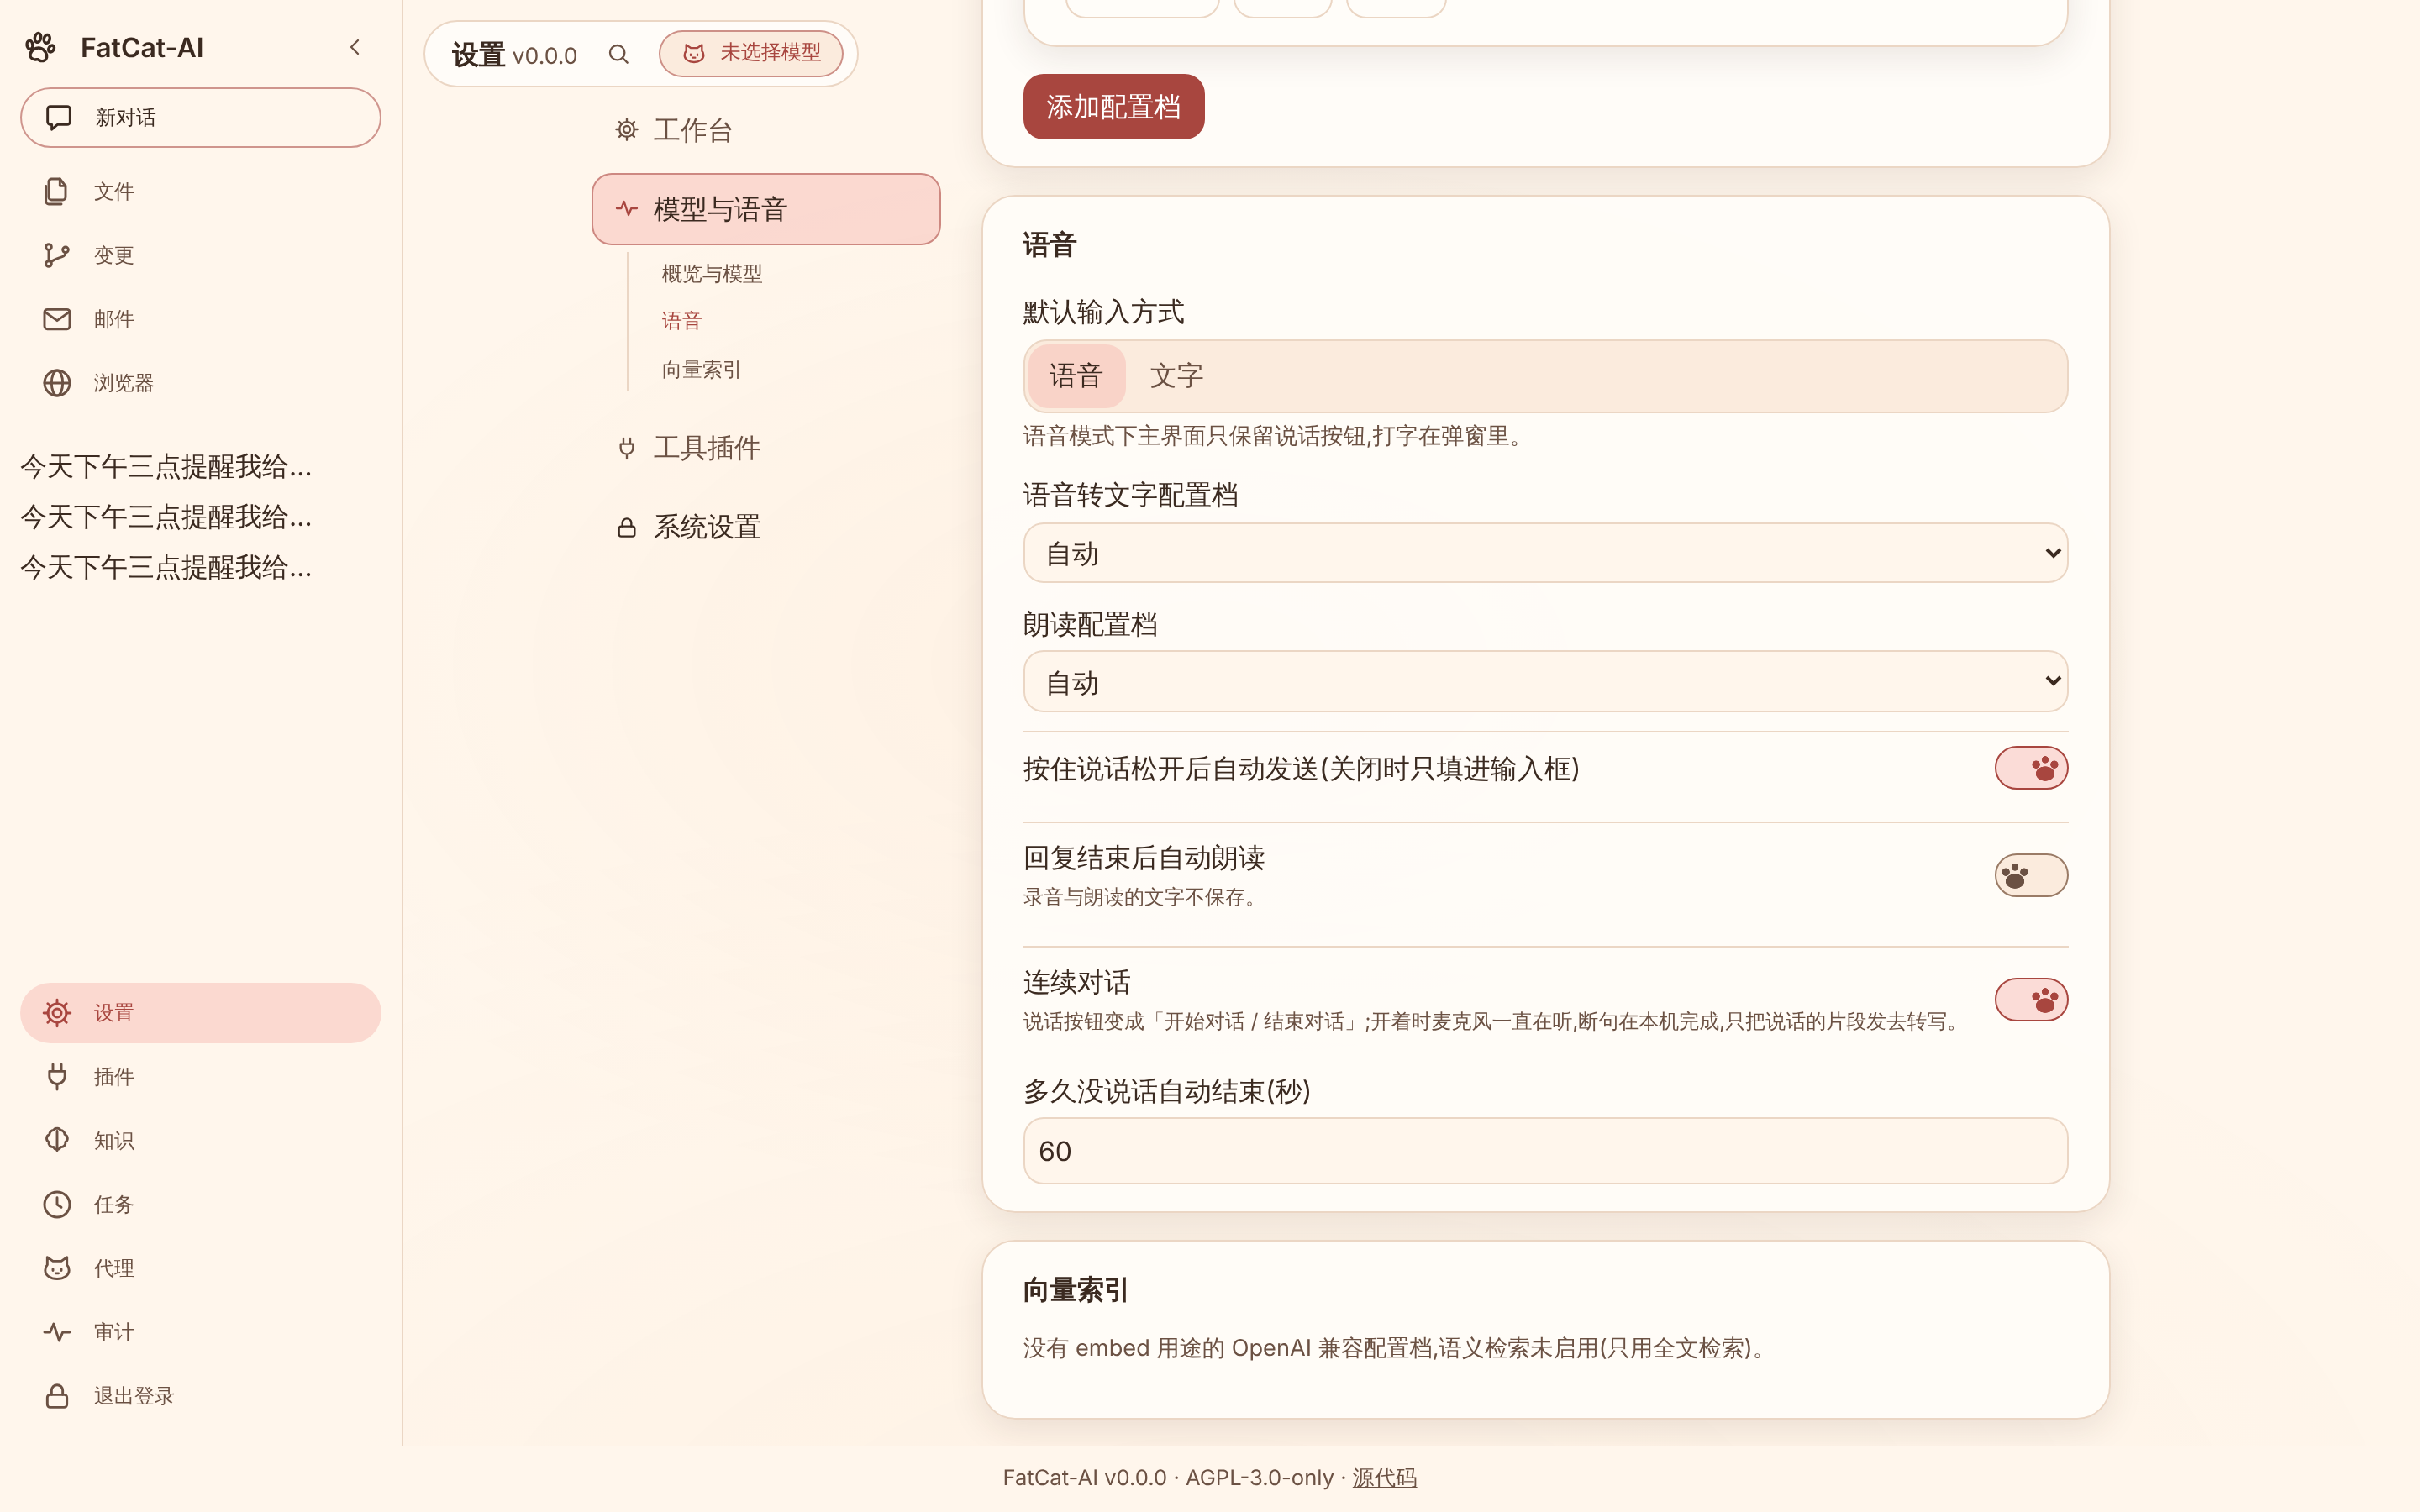 FatCat-AI
新对话
文件
变更
邮件
浏览器
今天下午三点提醒我给...
今天下午三点提醒我给...
今天下午三点提醒我给...
设置
插件
知识
任务
代理
审计
退出登录
设置 v0.0.0
未选择模型
工作台
模型与语音
概览与模型
语音
向量索引
工具插件
系统设置
添加配置档
语音
默认输入方式
语音 文字
语音模式下主界面只保留说话按钮,打字在弹窗里。
语音转文字配置档
自动
朗读配置档
自动
按住说话松开后自动发送(关闭时只填进输入框)
回复结束后自动朗读
录音与朗读的文字不保存。
连续对话
说话按钮变成「开始对话 / 结束对话」;开着时麦克风一直在听,断句在本机完成,只把说话的片段发去转写。
多久没说话自动结束(秒)
60
向量索引
没有 embed 用途的 OpenAI 兼容配置档,语义检索未启用(只用全文检索)。
FatCat-AI v0.0.0 · AGPL-3.0-only · 源代码